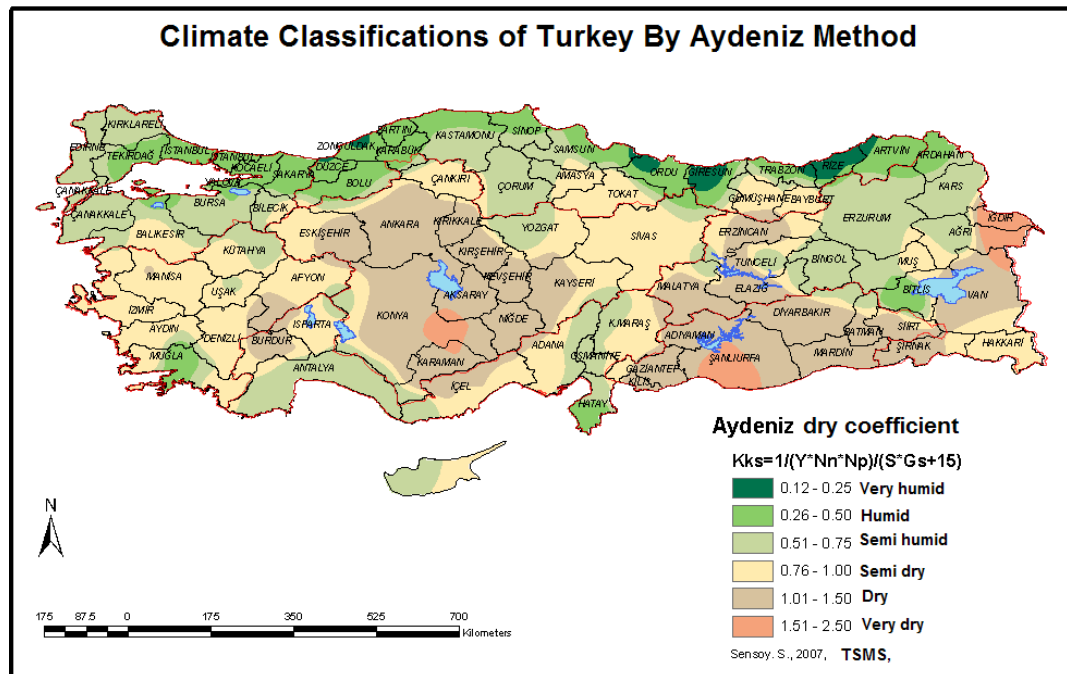 Climate Classifications of Turkey By Aydeniz Method
KIRKLARELİ
EDİRNE
TEKİRDAĞ
İSTANBUL
İSTANBUL
KOCAELİ
YALOVA
SAKARYA
DÜZCE
ZONGULDAK
BARTIN
KARABÜK
BOLU
KASTAMONU
SİNOP
SAMSUN
ORDU
GİRESUN
TRABZON
RİZE
ARTVİN
ARDAHAN
KARS
ÇANAKKALE
ÇANAKKALE
BURSA
BİLECİK
BALIKESİR
KÜTAHYA
ESKİŞEHİR
ANKARA
ÇANKIRI
KIRIKKALE
ÇORUM
AMASYA
TOKAT
YOZGAT
SİVAS
GÜMÜŞHANE
BAYBURT
ERZİNCAN
ERZURUM
AĞRI
IĞDIR
MANİSA
UŞAK
AFYON
KIRŞEHİR
NEVŞEHİR
KAYSERİ
MALATYA
TUNCELİ
ELAZIĞ
BİNGÖL
MUŞ
BİTLİS
VAN
İZMİR
AYDIN
DENİZLİ
BURDUR
ISPARTA
KONYA
AKSARAY
NİĞDE
K.MARAŞ
ADIYAMAN
DİYARBAKIR
BATMAN
SİİRT
ŞIRNAK
HAKKARİ
MUĞLA
ANTALYA
KARAMAN
İÇEL
ADANA
OSMANİYE
GAZİANTEP
KİLİS
ŞANLIURFA
MARDİN
HATAY
Aydeniz dry coefficient
Kks=1/(Y*Nn*Np)/(S*Gs+15)
0.12 - 0.25 Very humid
0.26 - 0.50 Humid
0.51 - 0.75 Semi humid
0.76 - 1.00 Semi dry
1.01 - 1.50 Dry
1.51 - 2.50 Very dry
Sensoy. S., 2007, TSMS,
N
175 87.5 0 175 350 525 700
Kilometers